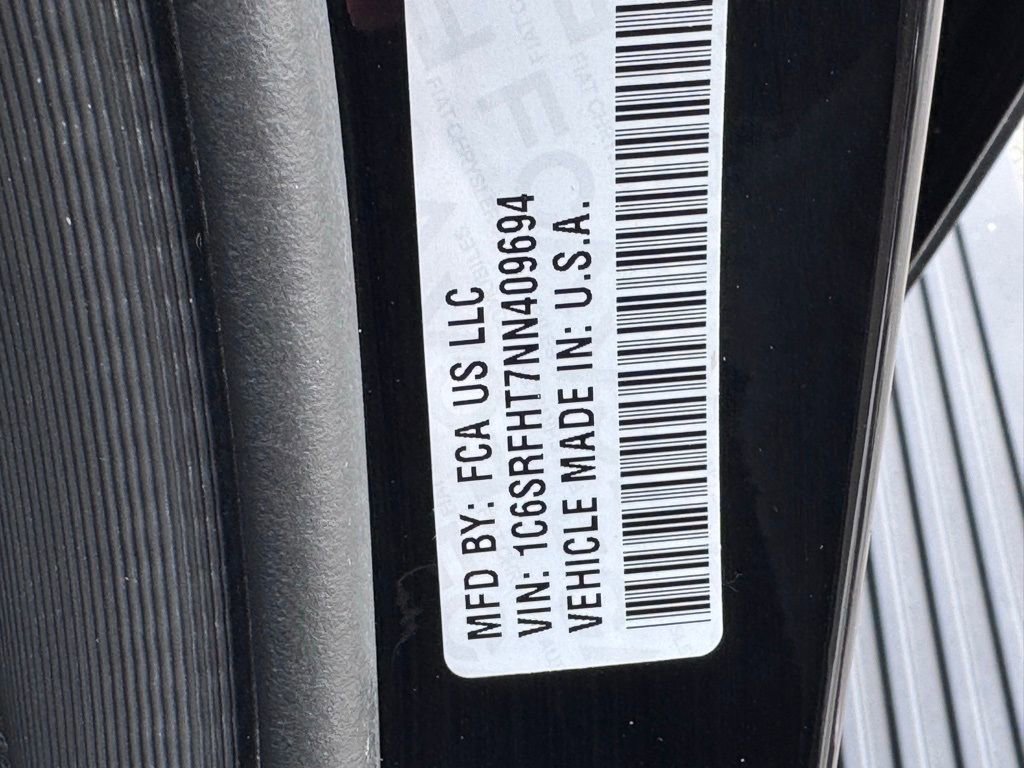 MFD BY: FCA US LLC
VIN: 1C6SRFHT7NN409694
VEHICLE MADE IN: U.S.A.